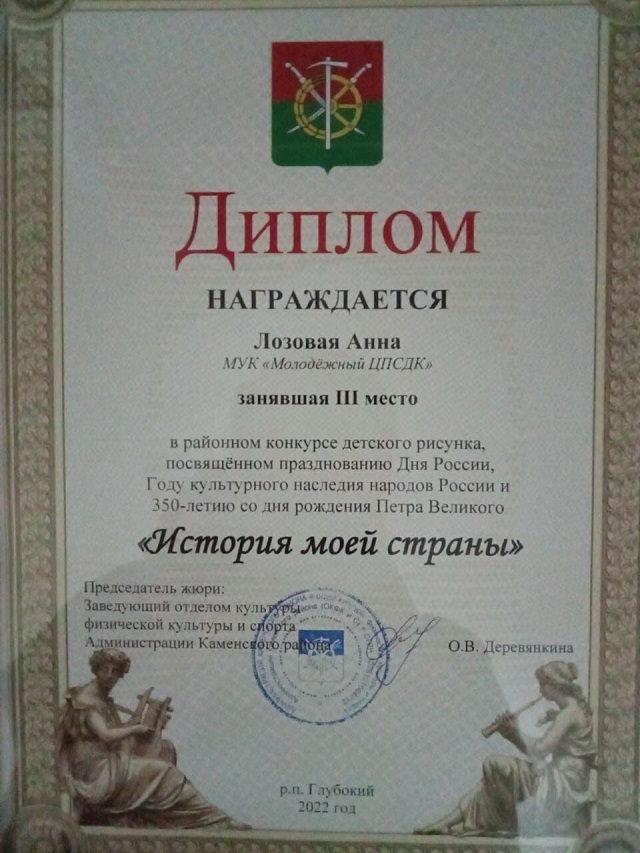 Диплом
НАГРАЖДАЕТСЯ
Лозовая Анна
МУК «Молодёжный ЦПСДК»
занявшая III место
в районном конкурсе детского рисунка,
посвящённом празднованию Дня России,
Году культурного наследия народов России и
350-летию со дня рождения Петра Великого
«История моей страны»
Председатель жюри:
Заведующий отделом культуры
физической культуры и спорта
Администрации Каменского района
О.В. Деревянкина
р.п. Глубокий
2022 год